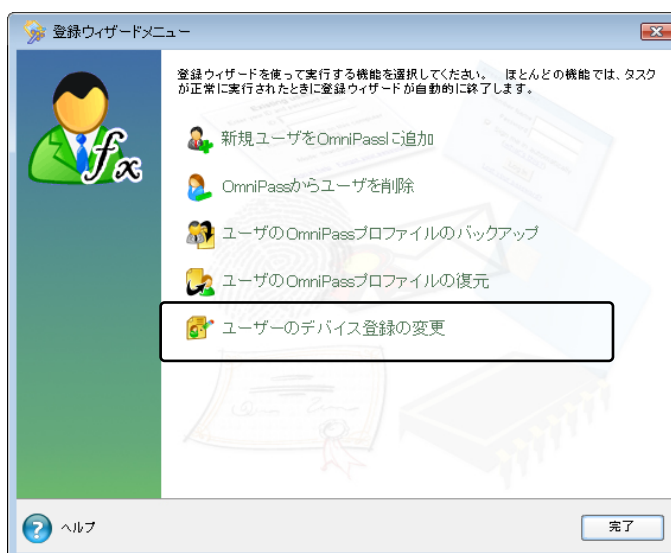 登録ウィザードメニュー
登録ウィザードを使って実行する機能を選択してください。 ほとんどの機能では、タスク
が正常に実行されたときに登録ウィザードが自動的に終了します。
fx
新規ユーザをOmniPassに追加
OmniPassからユーザを削除
ユーザのOmniPassプロファイルのバックアップ
ユーザのOmniPassプロファイルの復元
ユーザーのデバイス登録の変更
ヘルプ
完了